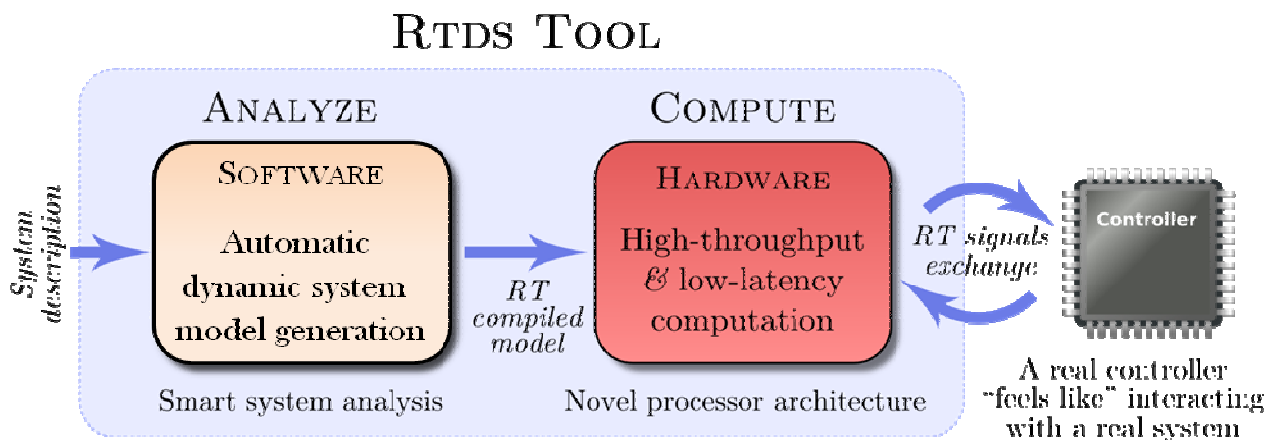 RTDS TOOL
ANALYZE
COMPUTE
SOFTWARE
Automatic
dynamic system
model generation
HARDWARE
High-throughput
& low-latency
computation
System
description
RT
compiled
model
RT signals
exchange
Controller
Smart system analysis
Novel processor architecture
A real controller
"feels like" interacting
with a real system